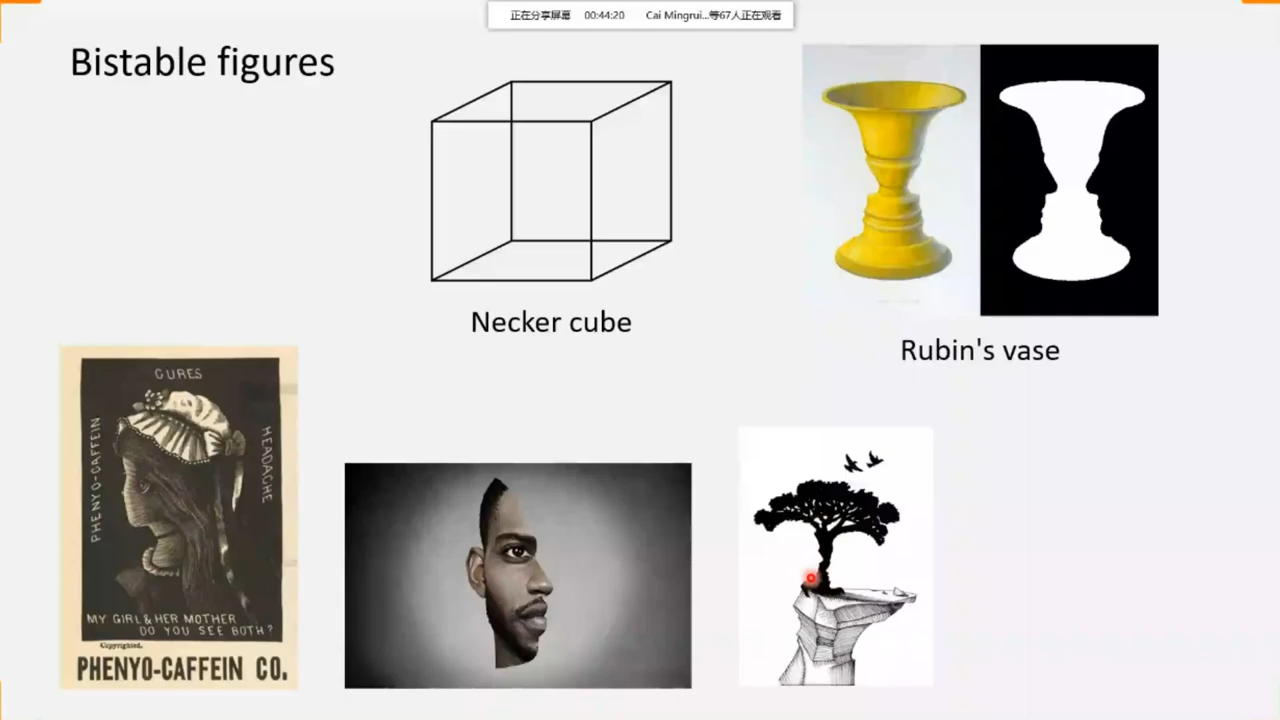 正在分享屏幕 00:44:20 Cai Mingrui...等67人正在观看
Bistable figures
Necker cube
Rubin's vase
CURES
PHENYO-CAFFEIN
HEADACHE
MY GIRL & HER MOTHER
DO YOU SEE BOTH?
Copyrighted.
PHENYO-CAFFEIN CO.